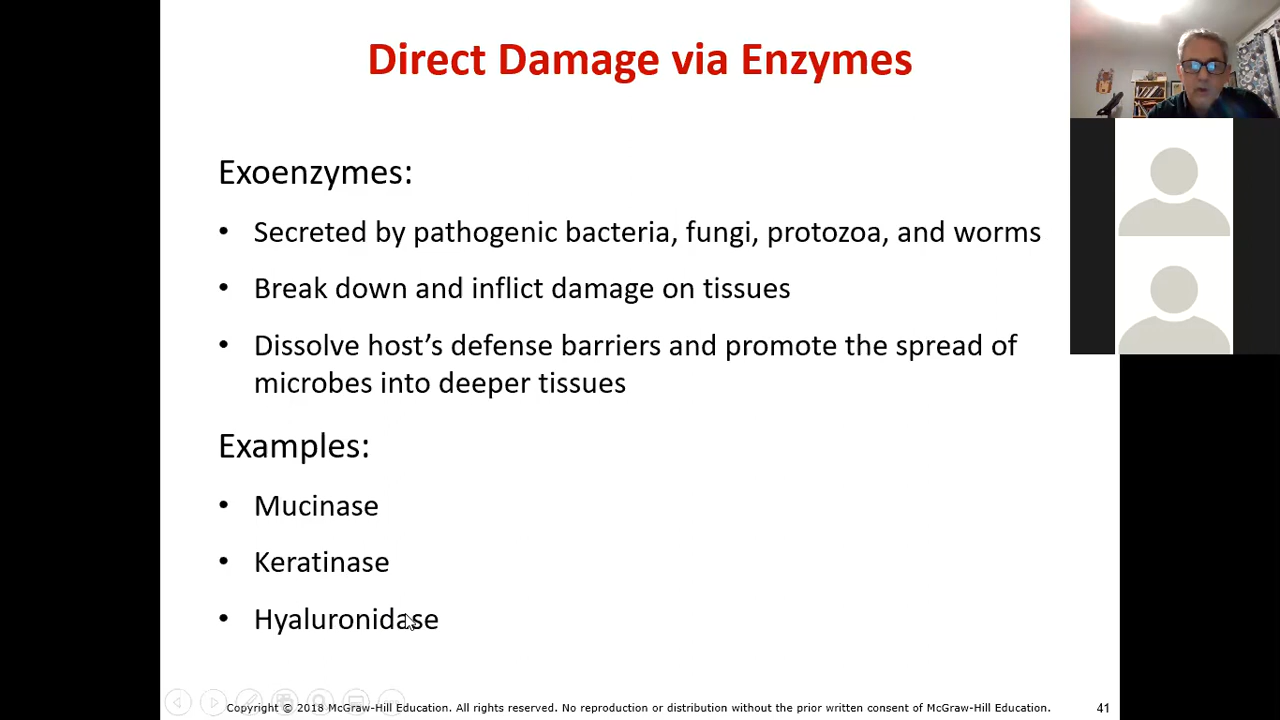 Direct Damage via Enzymes
Exoenzymes:
• Secreted by pathogenic bacteria, fungi, protozoa, and worms
• Break down and inflict damage on tissues
• Dissolve host’s defense barriers and promote the spread of
microbes into deeper tissues
Examples:
• Mucinase
• Keratinase
• Hyaluronidase
Copyright © 2018 McGraw-Hill Education. All rights reserved. No reproduction or distribution without the prior written consent of McGraw-Hill Education.
41